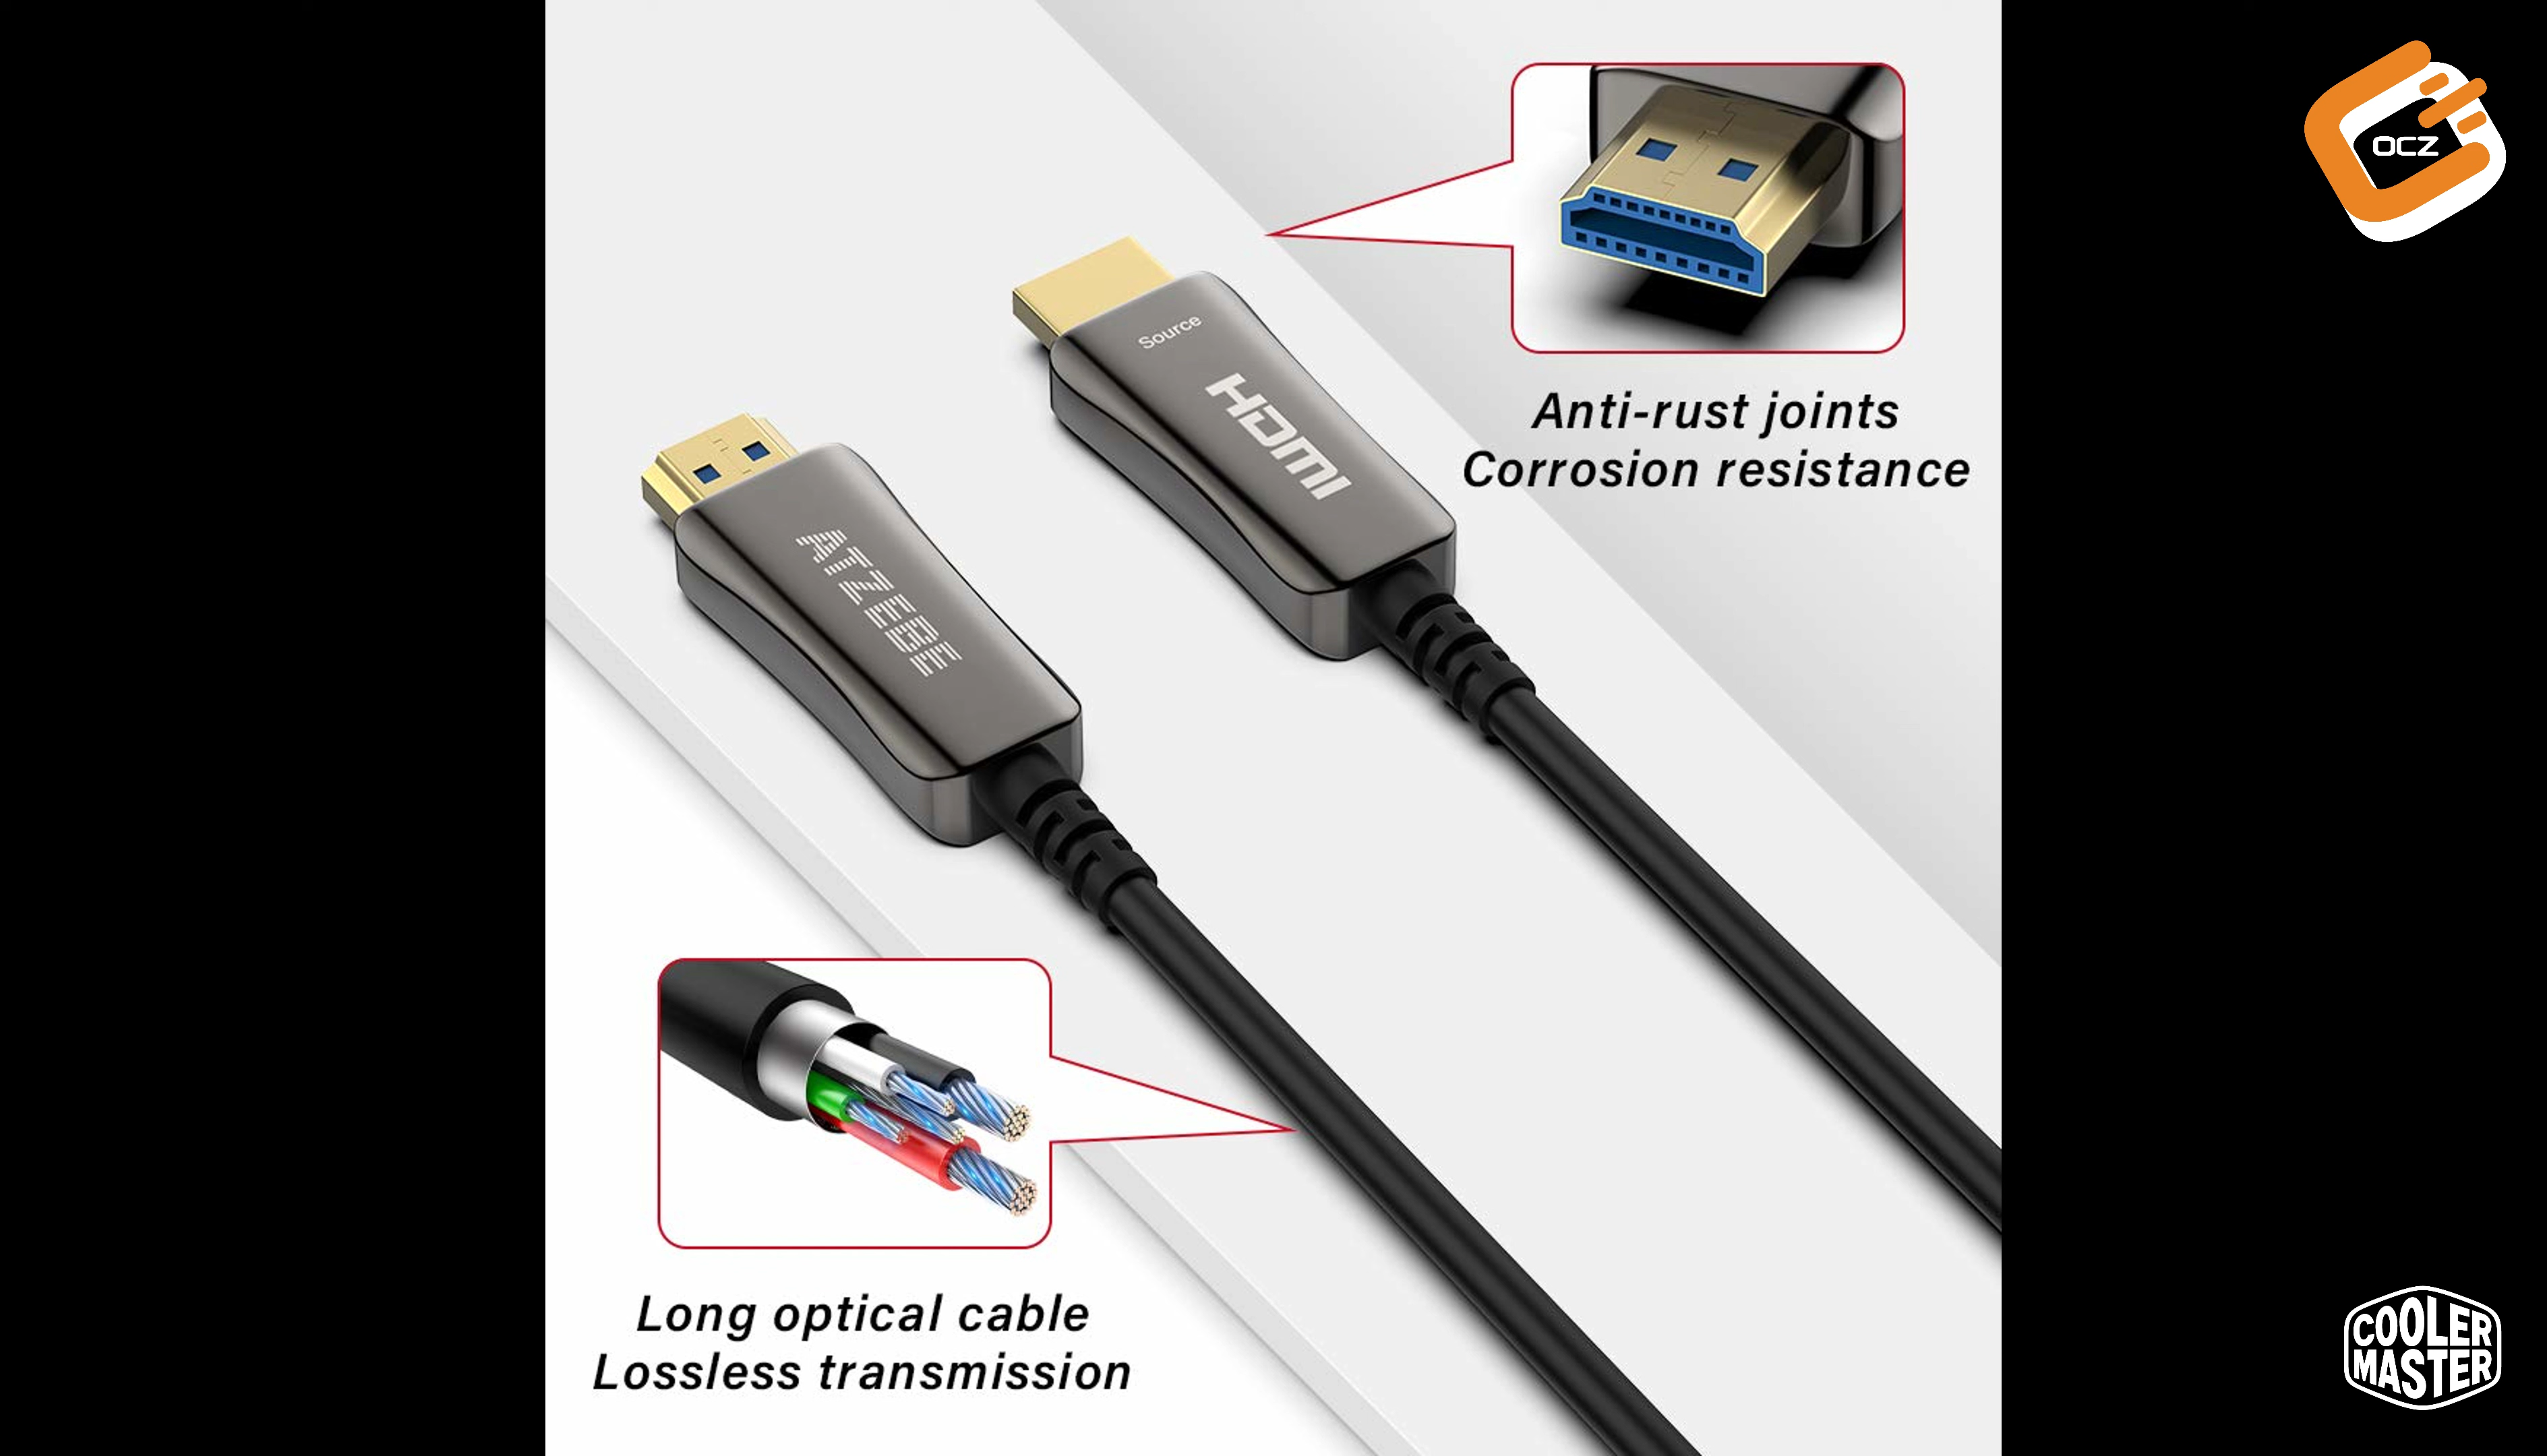 OCZ
Source
HDMI
Anti-rust joints
Corrosion resistance
ATZEBE
Long optical cable
Lossless transmission
COOLER
MASTER